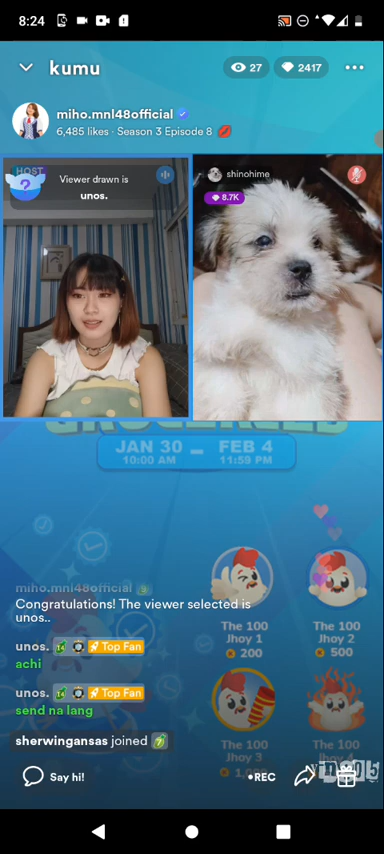 8:24
kumu
27
2417
miho.mnl48official
6,485 likes · Season 3 Episode 8
HOST
Viewer drawn is
unos.
shinohime
8.7K
JAN 30 – FEB 4
10:00 AM 11:59 PM
miho.mnl48official
Congratulations! The viewer selected is
unos..
unos. 14 Top Fan
achi
unos. 14 Top Fan
send na lang
sherwingansas joined
The 100
Jhoy 1
200
The 100
Jhoy 2
500
The 100
Jhoy 3
The 100
Say hi!
•REC